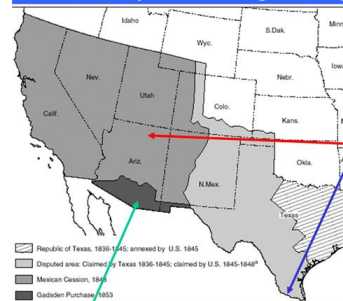 Idaho
Minn
Wyo.
S.Dak.
Iowa
Nev.
Nebr.
Utah
Colo.
Kans.
Calif.
Ariz.
N.Mex.
Okla.
Texas
Republic of Texas, 1836-1845; annexed by U.S. 1845
Disputed area: Claimed by Texas 1836-1845; claimed by U.S. 1845-1848
Mexican Cession, 1848
Gadsden Purchase, 1853